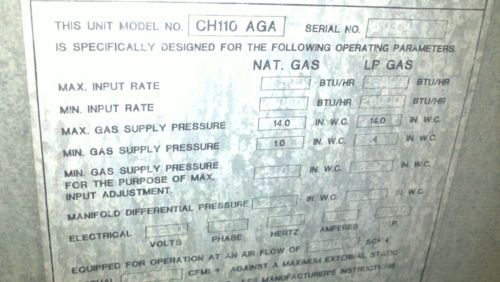 THIS UNIT MODEL NO. CH110 AGA SERIAL NO.
IS SPECIFICALLY DESIGNED FOR THE FOLLOWING OPERATING PARAMETERS
NAT. GAS LP GAS
MAX. INPUT RATE BTU/HR BTU/HR
MIN. INPUT RATE BTU/HR BTU/HR
MAX. GAS SUPPLY PRESSURE 14.0 IN. W.C. 14.0 IN. W.C.
MIN. GAS SUPPLY PRESSURE 1.0 IN. W.C. 4 IN. W.C.
MIN. GAS SUPPLY PRESSURE
FOR THE PURPOSE OF MAX. IN. W.C. IN. W.C.
INPUT ADJUSTMENT.
MANIFOLD DIFFERENTIAL PRESSURE IN. W.C. IN. W.C.
ELECTRICAL
VOLTS PHASE HERTZ AMPERES
EQUIPPED FOR OPERATION AT AN AIR FLOW OF
CFM) AGAINST A MAXIMUM EXTERNAL STATIC
MANUFACTURER'S INSTRUCTIONS